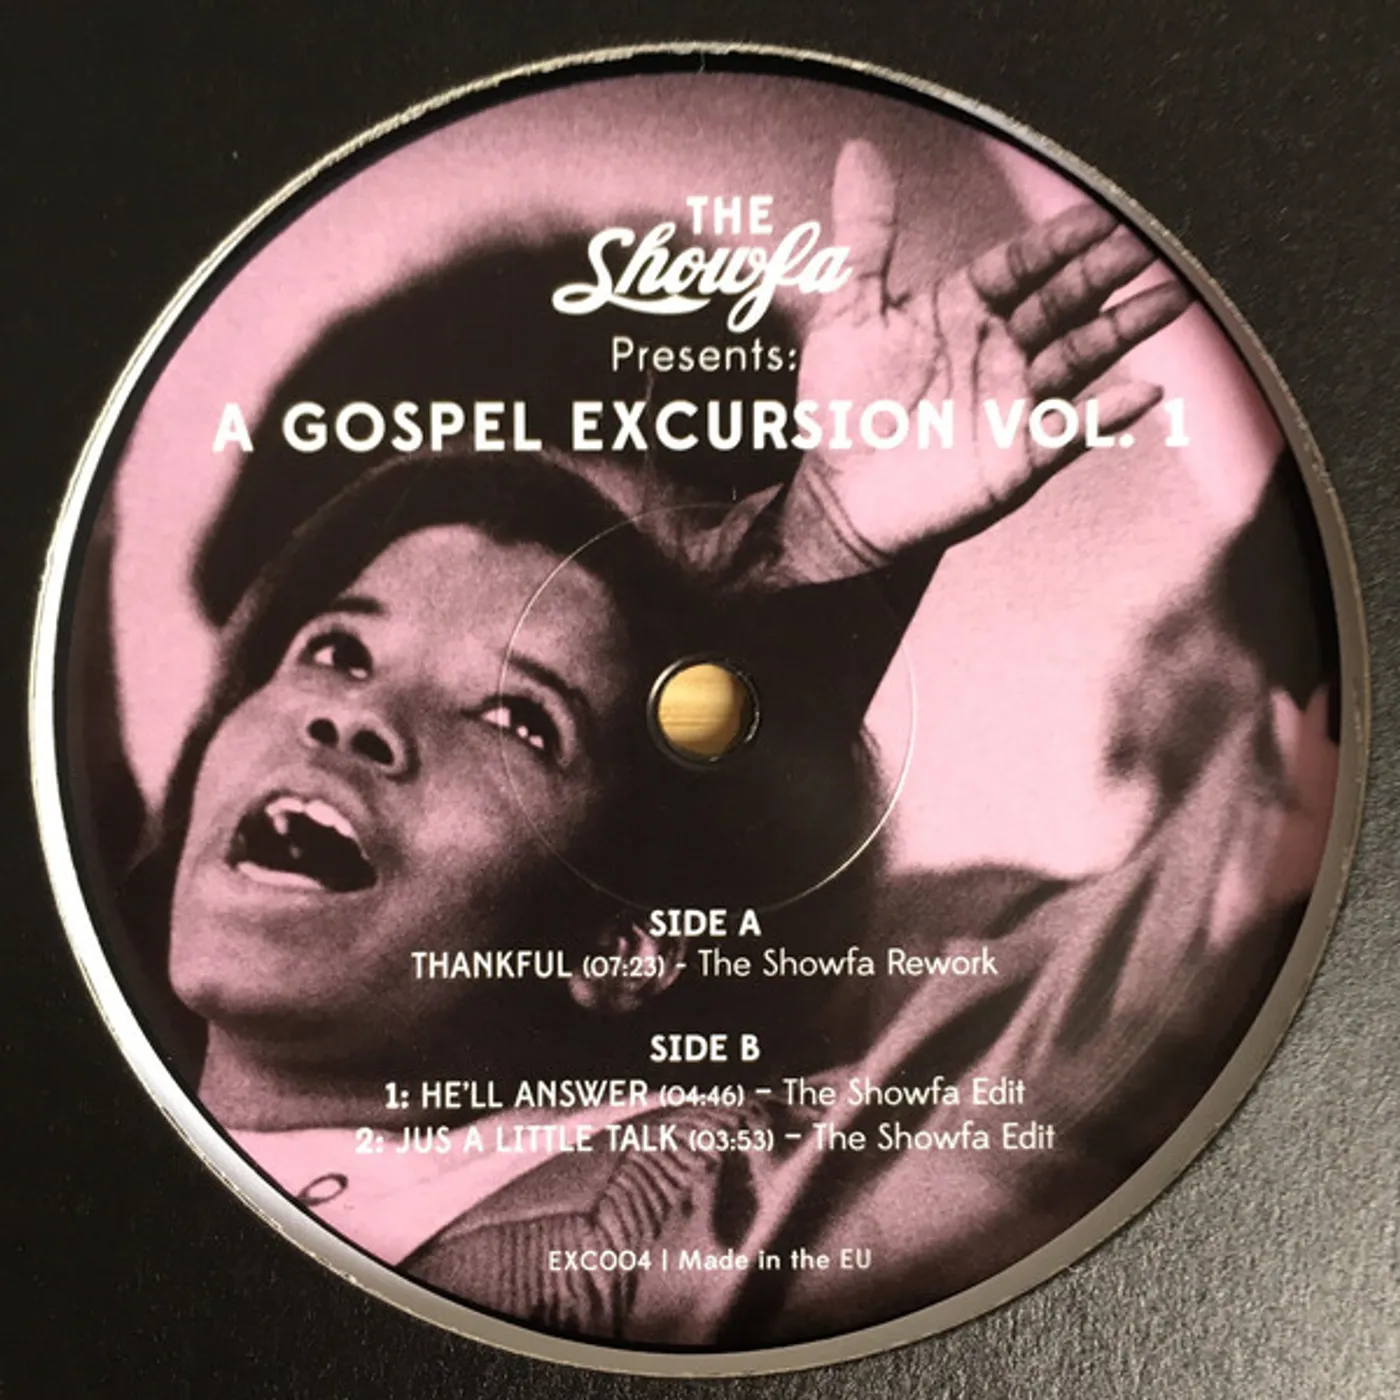 THE
Showfa
Presents:
A GOSPEL EXCURSION VOL. 1
SIDE A
THANKFUL (07:23) - The Showfa Rework
SIDE B
1: HE'LL ANSWER (04:46) – The Showfa Edit
2: JUS A LITTLE TALK (03:53) – The Showfa Edit
EXC004 | Made in the EU